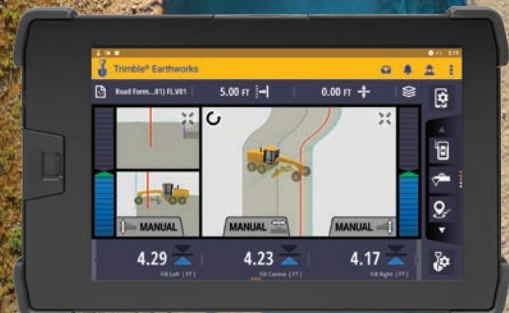 Trimble® Earthworks
Road Form...01) FL.V01
5.00 FT
0.00 FT
MANUAL
MANUAL
MANUAL
4.29
4.23
4.17
Fill Left [FT]
Fill Centre [FT]
Fill Right [FT]